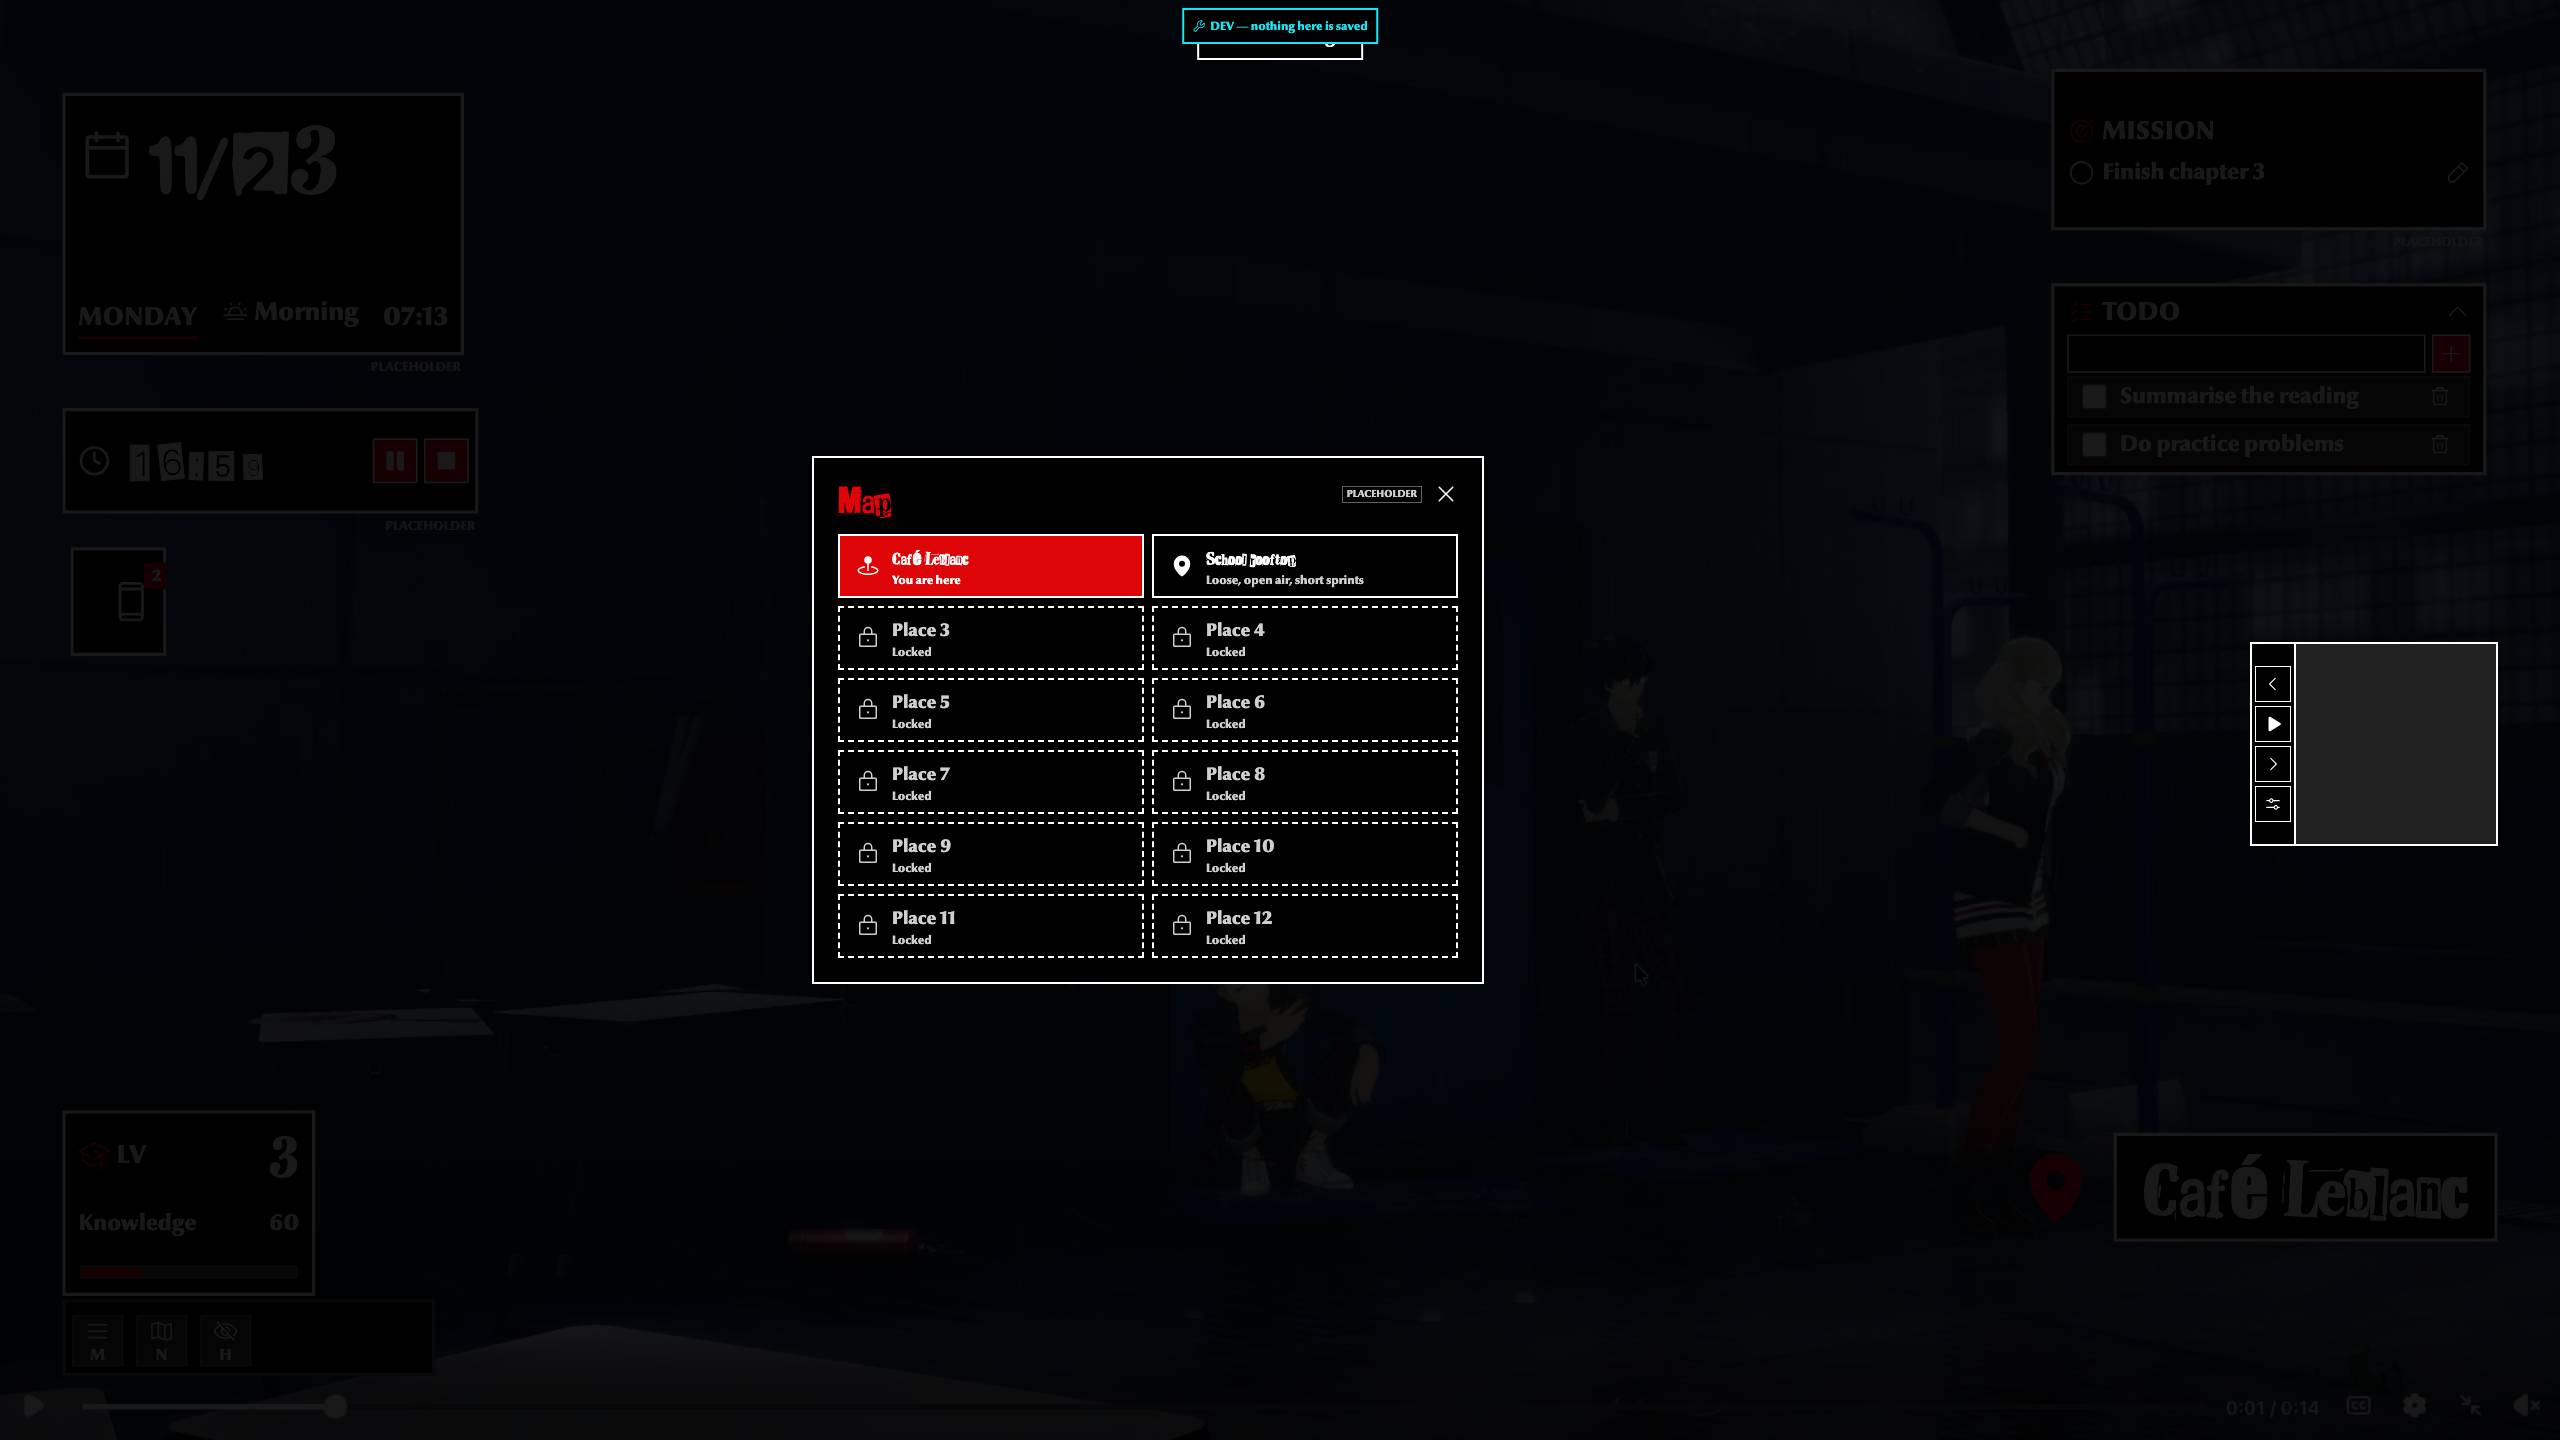 DEV — nothing here is saved
11/23
MONDAY
Morning
07:13
PLACEHOLDER
16:59
PLACEHOLDER
2
MISSION
Finish chapter 3
PLACEHOLDER
TODO
Summarise the reading
Do practice problems
Map
PLACEHOLDER
Café Leblanc
You are here
School rooftop
Loose, open air, short sprints
Place 3
Locked
Place 4
Locked
Place 5
Locked
Place 6
Locked
Place 7
Locked
Place 8
Locked
Place 9
Locked
Place 10
Locked
Place 11
Locked
Place 12
Locked
LV 3
Knowledge 60
M N H
Café Leblanc
0:01 / 0:14
CC